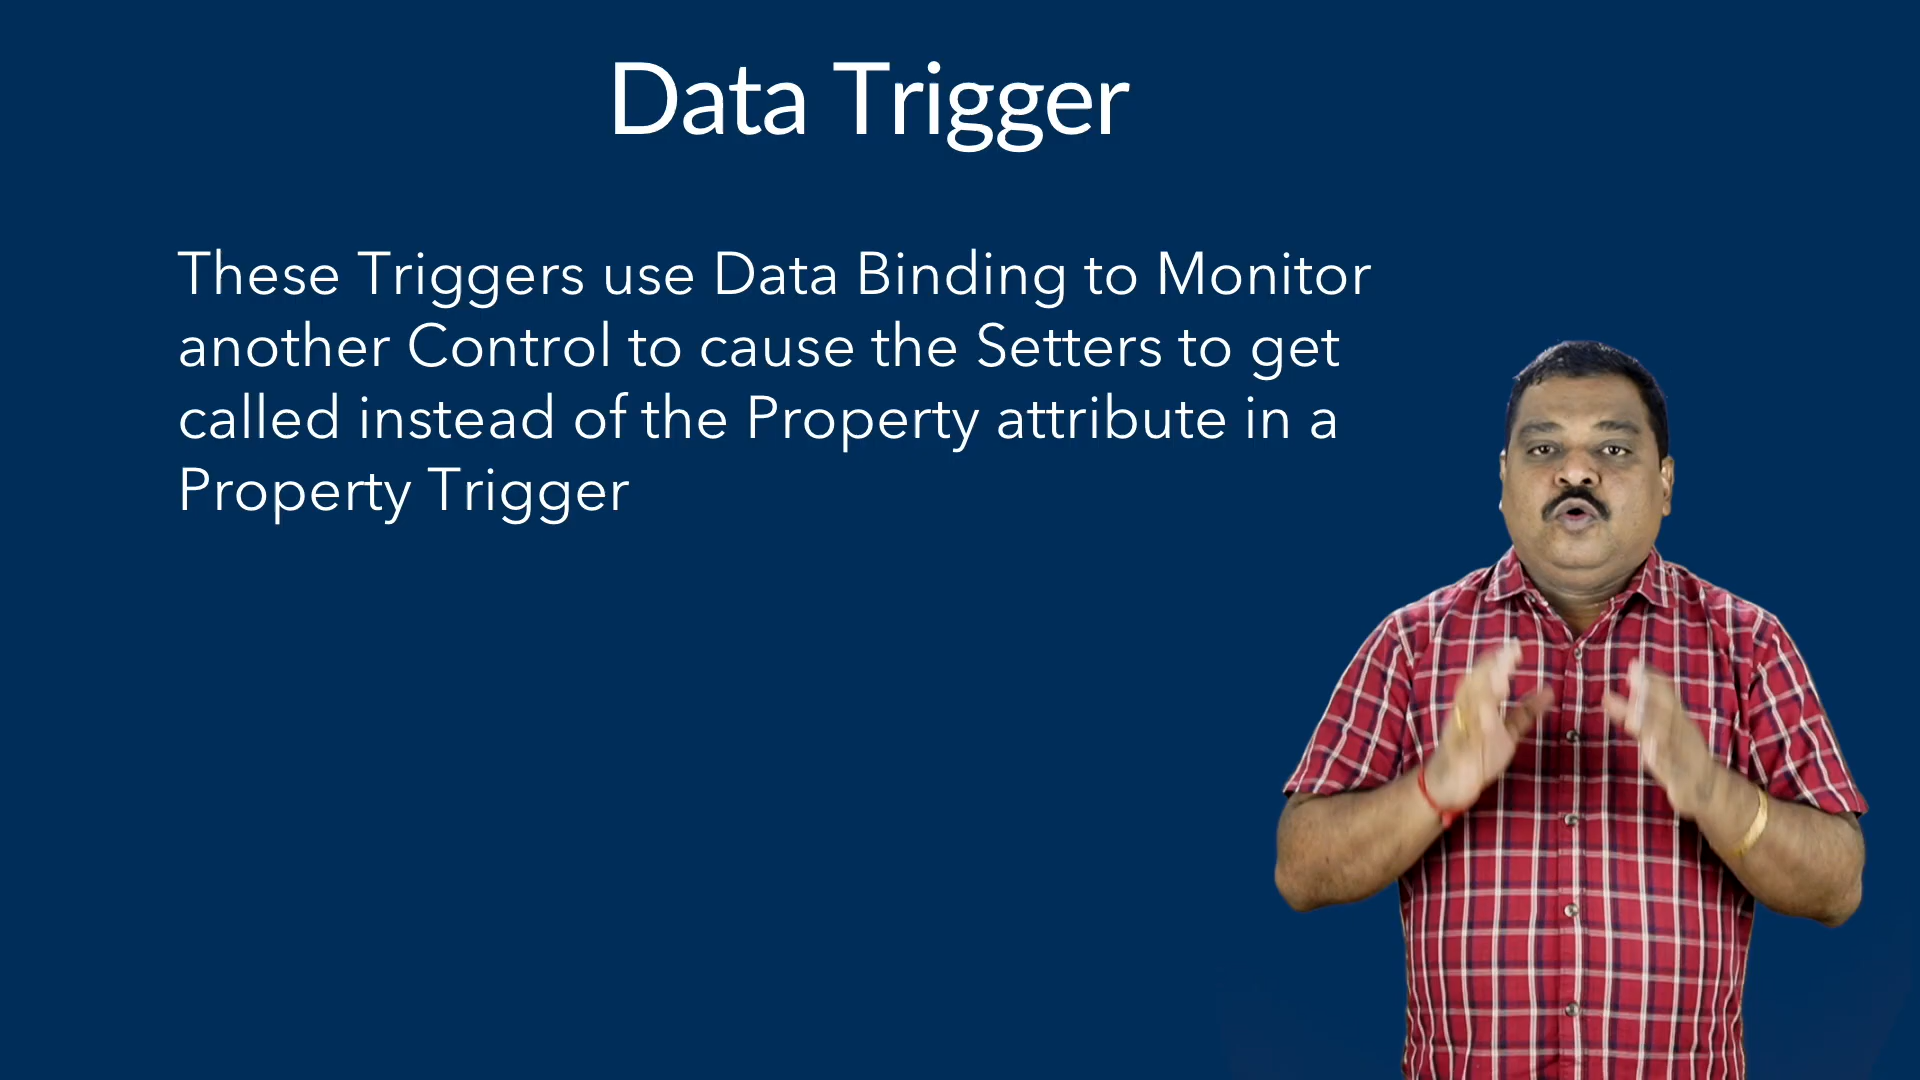 Data Trigger
These Triggers use Data Binding to Monitor
another Control to cause the Setters to get
called instead of the Property attribute in a
Property Trigger